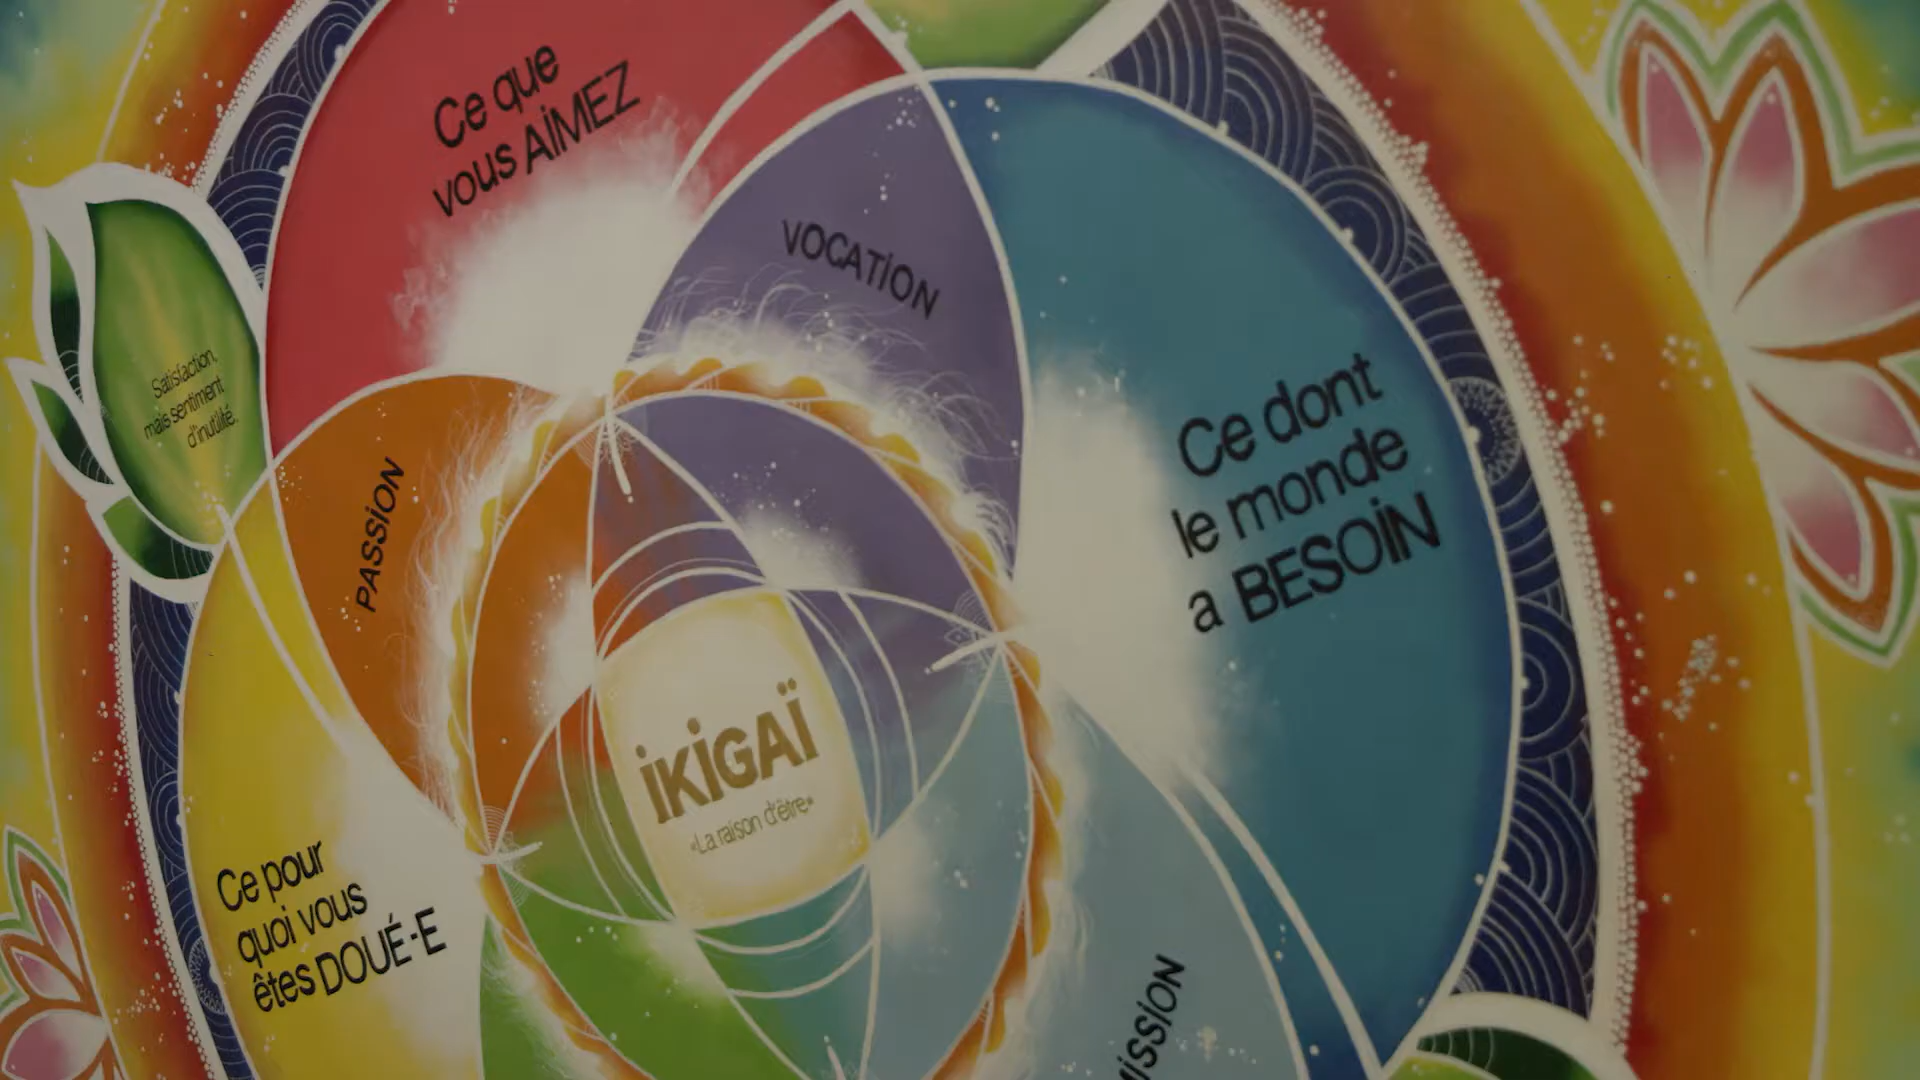 Ce que
vous AIMEZ
VOCATION
Ce dont
le monde
a BESOIN
Satisfaction,
mais sentiment
d'inutilité.
PASSION
IKIGAÏ
«La raison d'être»
Ce pour
quoi vous
êtes DOUÉ-E
MISSION